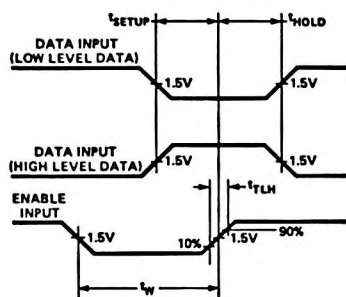 tSETUP
tHOLD
DATA INPUT
(LOW LEVEL DATA)
1.5V
1.5V
DATA INPUT
(HIGH LEVEL DATA)
1.5V
1.5V
tTLH
ENABLE
INPUT
1.5V
10%
1.5V
90%
tW